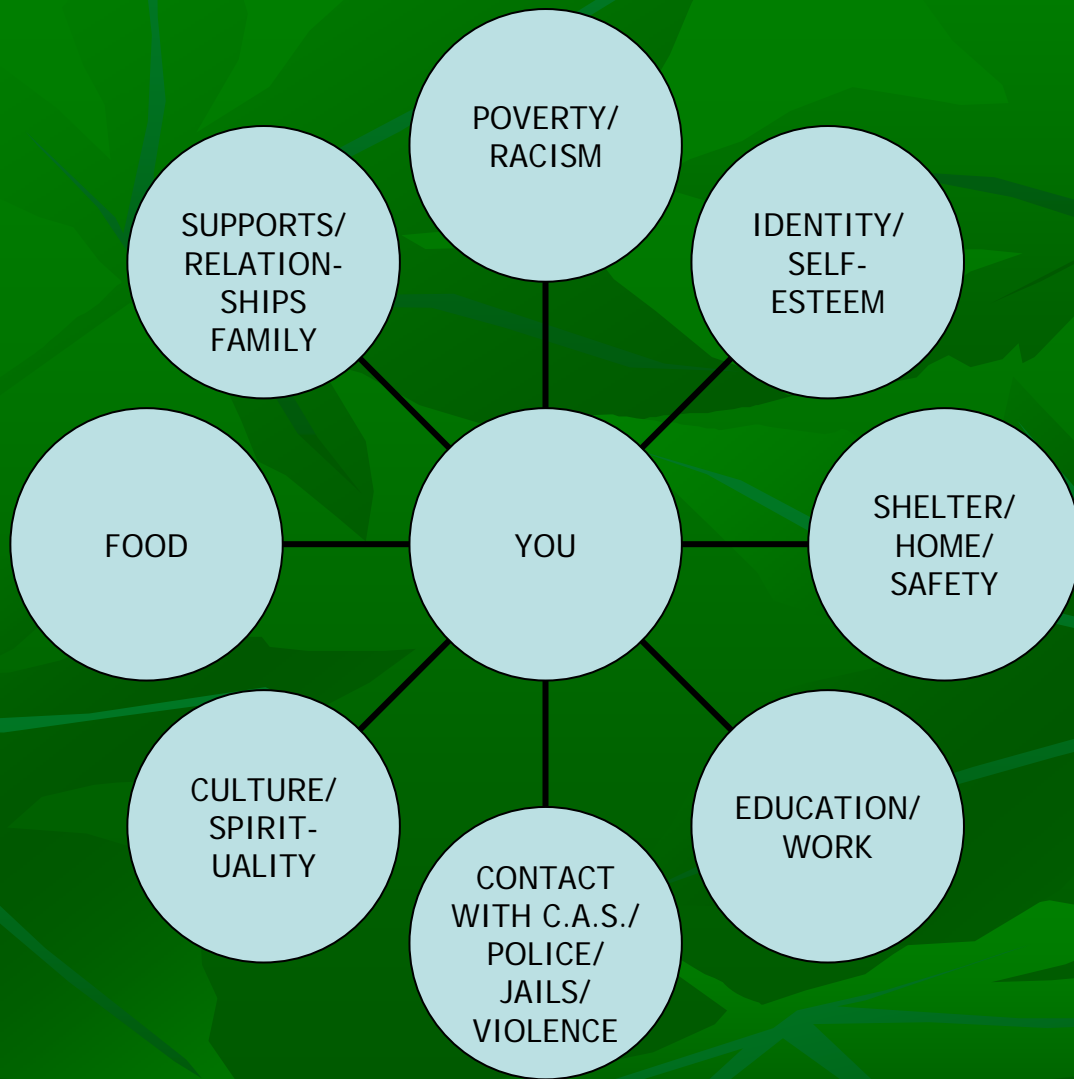 POVERTY/
RACISM
SUPPORTS/
RELATION-
SHIPS
FAMILY
IDENTITY/
SELF-
ESTEEM
FOOD
YOU
SHELTER/
HOME/
SAFETY
CULTURE/
SPIRIT-
UALITY
EDUCATION/
WORK
CONTACT
WITH C.A.S./
POLICE/
JAILS/
VIOLENCE